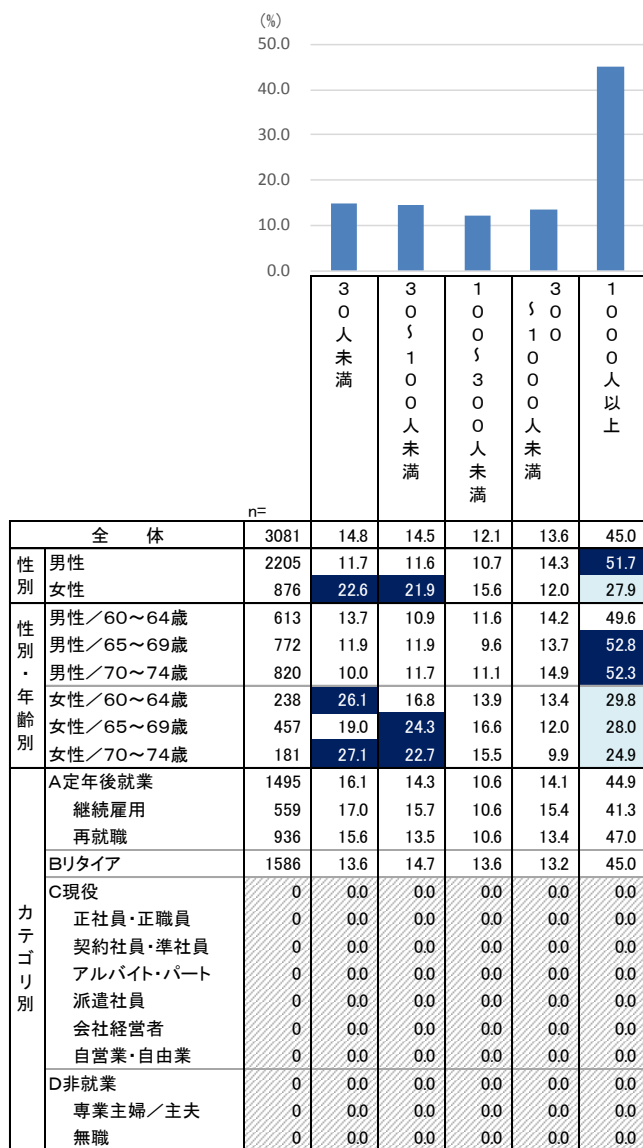 (%)
50.0
40.0
30.0
20.0
10.0
0.0
30人未満
30～100人未満
100～300人未満
300～1000人未満
1000人以上
n=
全　体 3081 14.8 14.5 12.1 13.6 45.0
性別
男性 2205 11.7 11.6 10.7 14.3 51.7
女性 876 22.6 21.9 15.6 12.0 27.9
性別・年齢別
男性／60～64歳 613 13.7 10.9 11.6 14.2 49.6
男性／65～69歳 772 11.9 11.9 9.6 13.7 52.8
男性／70～74歳 820 10.0 11.7 11.1 14.9 52.3
女性／60～64歳 238 26.1 16.8 13.9 13.4 29.8
女性／65～69歳 457 19.0 24.3 16.6 12.0 28.0
女性／70～74歳 181 27.1 22.7 15.5 9.9 24.9
カテゴリ別
A定年後就業 1495 16.1 14.3 10.6 14.1 44.9
継続雇用 559 17.0 15.7 10.6 15.4 41.3
再就職 936 15.6 13.5 10.6 13.4 47.0
Bリタイア 1586 13.6 14.7 13.6 13.2 45.0
C現役 0 0.0 0.0 0.0 0.0 0.0
正社員・正職員 0 0.0 0.0 0.0 0.0 0.0
契約社員・準社員 0 0.0 0.0 0.0 0.0 0.0
アルバイト・パート 0 0.0 0.0 0.0 0.0 0.0
派遣社員 0 0.0 0.0 0.0 0.0 0.0
会社経営者 0 0.0 0.0 0.0 0.0 0.0
自営業・自由業 0 0.0 0.0 0.0 0.0 0.0
D非就業 0 0.0 0.0 0.0 0.0 0.0
専業主婦／主夫 0 0.0 0.0 0.0 0.0 0.0
無職 0 0.0 0.0 0.0 0.0 0.0